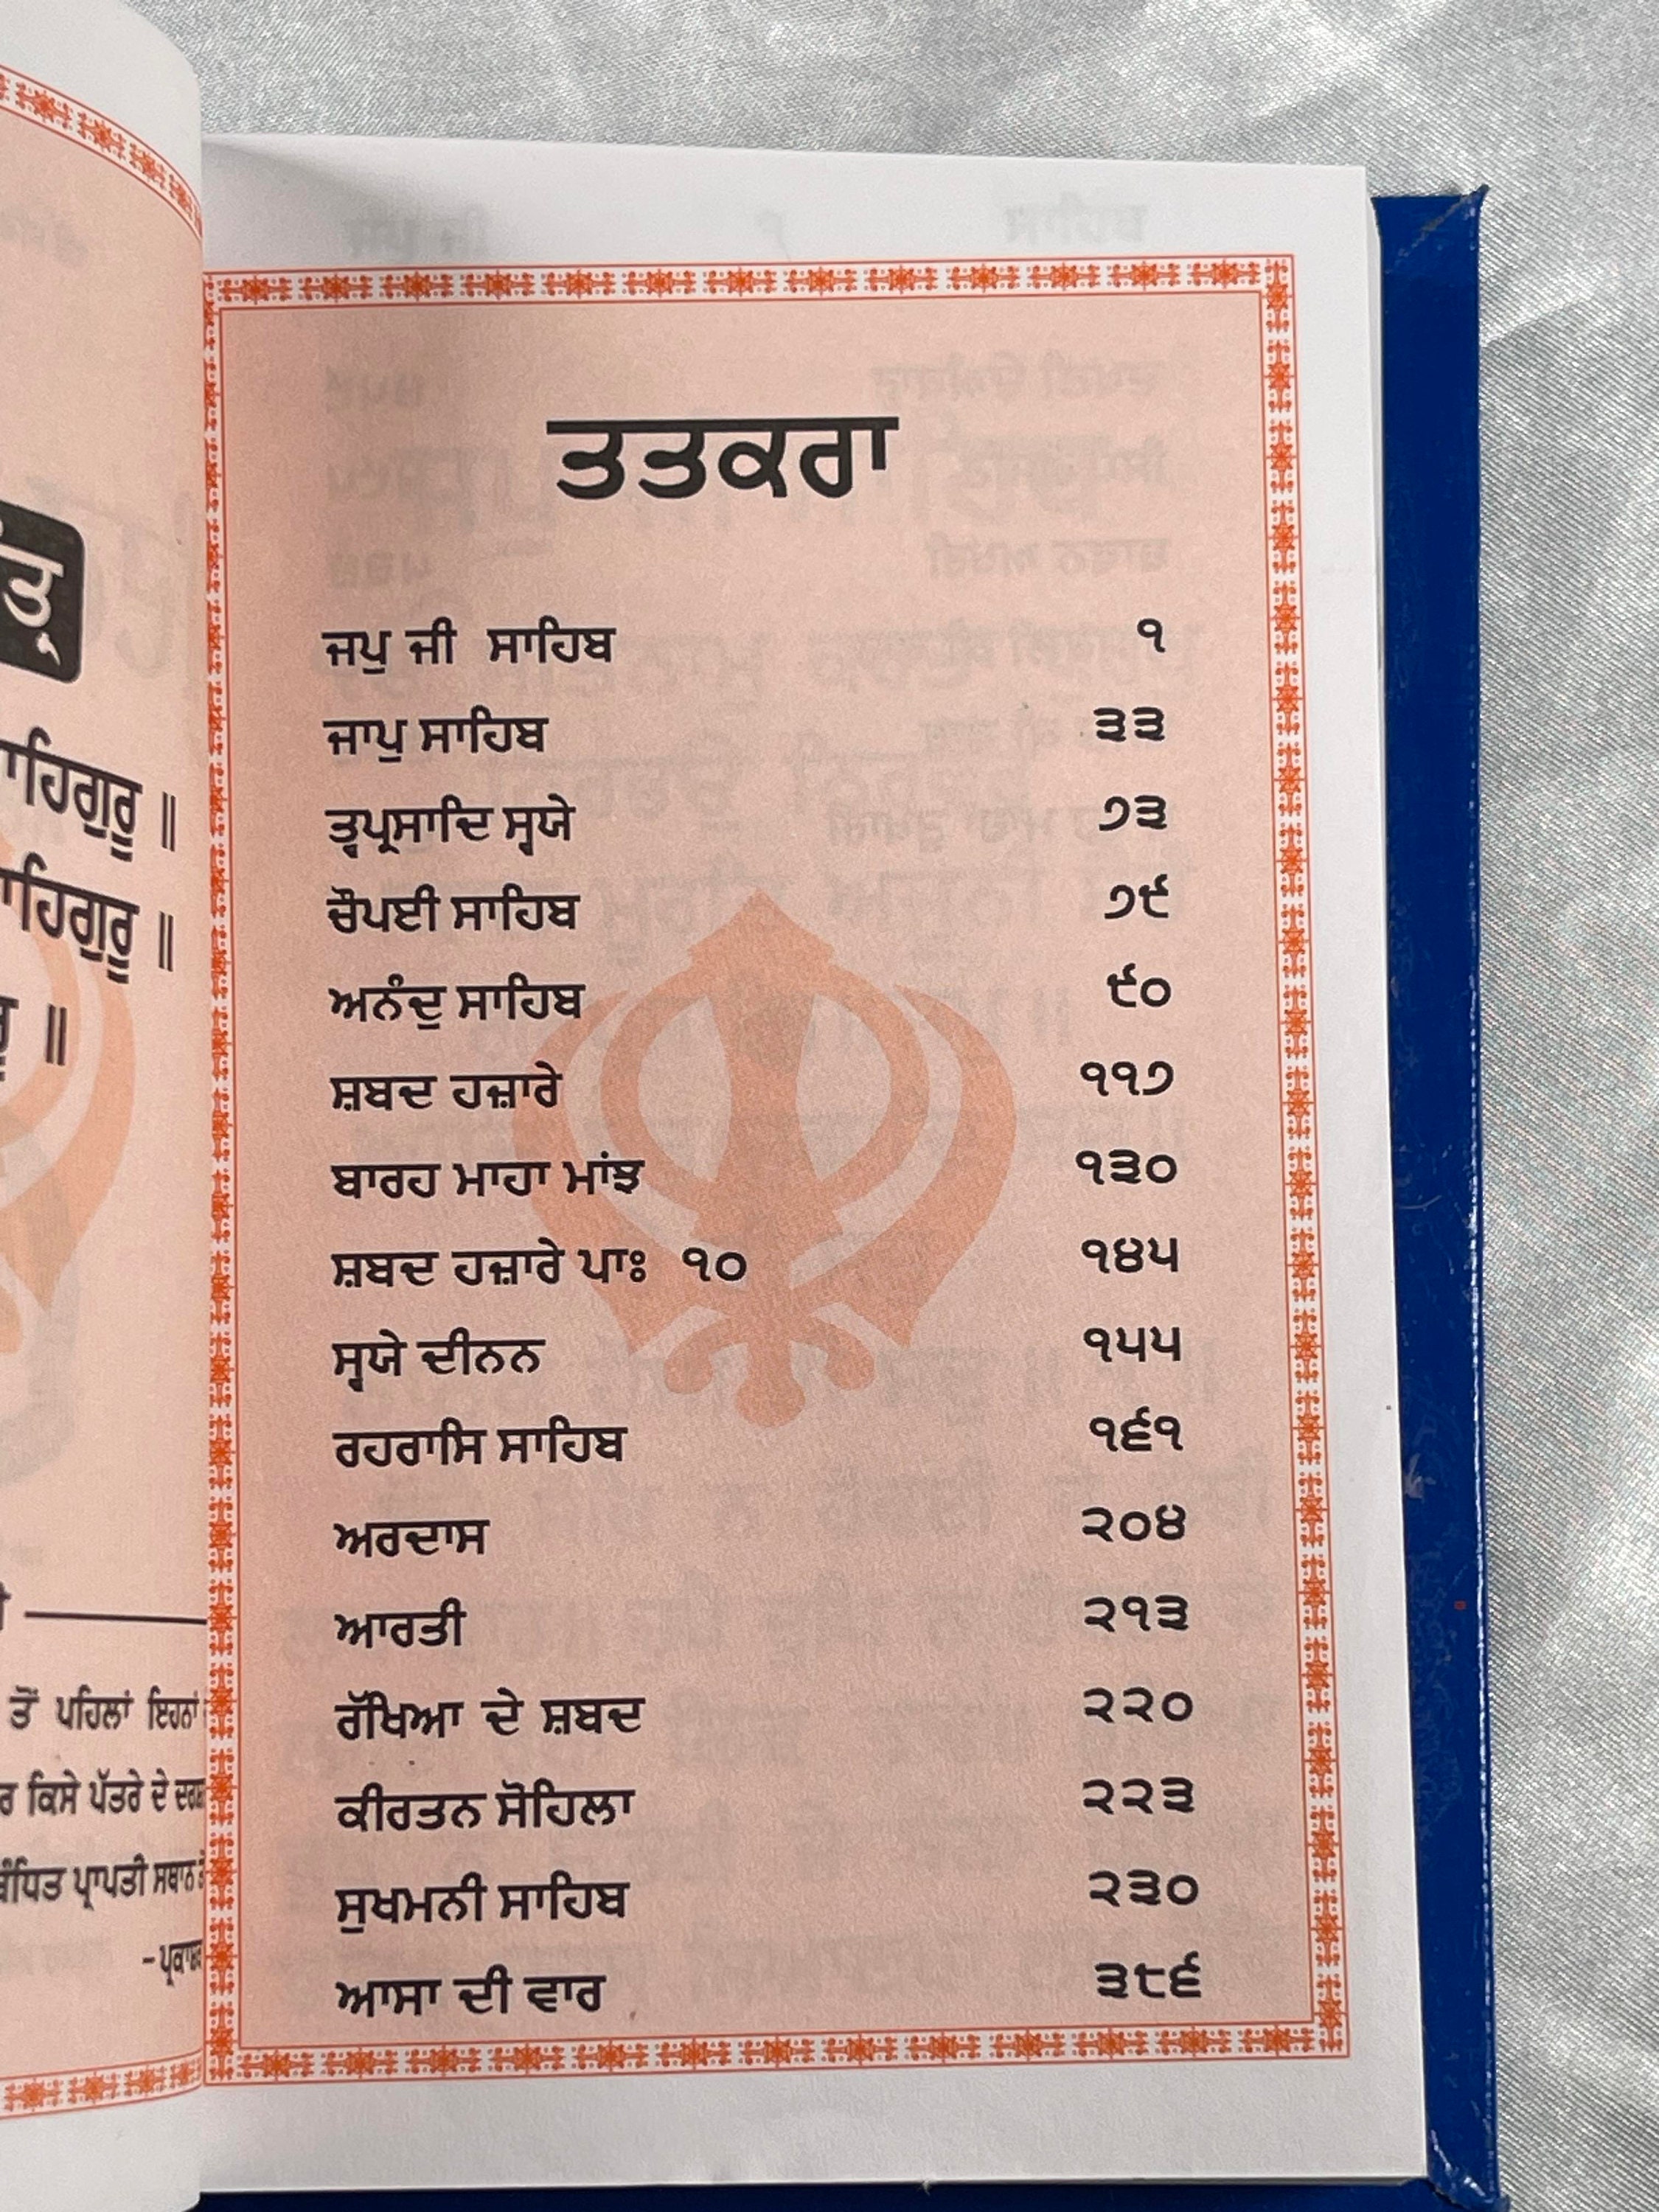 ਾਹਿਗੁਰੂ ॥
ਾਹਿਗੁਰੂ ॥
॥
ਤੋਂ ਪਹਿਲਾਂ ਇਹਨਾਂ
ਕਿਸੇ ਪੱਤਰੇ ਦੇ
ਪ੍ਰਾਪਤੀ ਸਥਾਨ
ਤਤਕਰਾ
ਜਪੁ ਜੀ ਸਾਹਿਬ ੧
ਜਾਪੁ ਸਾਹਿਬ ੩੩
ਤ੍ਵਪ੍ਰਸਾਦਿ ਸ੍ਵਯੇ ੭੩
ਚੌਪਈ ਸਾਹਿਬ ੭੯
ਅਨੰਦੁ ਸਾਹਿਬ ੯੦
ਸ਼ਬਦ ਹਜ਼ਾਰੇ ੧੧੭
ਬਾਰਹ ਮਾਹਾ ਮਾਂਝ ੧੩੦
ਸ਼ਬਦ ਹਜ਼ਾਰੇ ਪਾਃ ੧੦ ੧੪੫
ਸ੍ਵਯੇ ਦੀਨਨ ੧੫੫
ਰਹਰਾਸਿ ਸਾਹਿਬ ੧੬੧
ਅਰਦਾਸ ੨੦੪
ਆਰਤੀ ੨੧੩
ਰੱਖਿਆ ਦੇ ਸ਼ਬਦ ੨੨੦
ਕੀਰਤਨ ਸੋਹਿਲਾ ੨੨੩
ਸੁਖਮਨੀ ਸਾਹਿਬ ੨੩੦
ਆਸਾ ਦੀ ਵਾਰ ੩੮੬